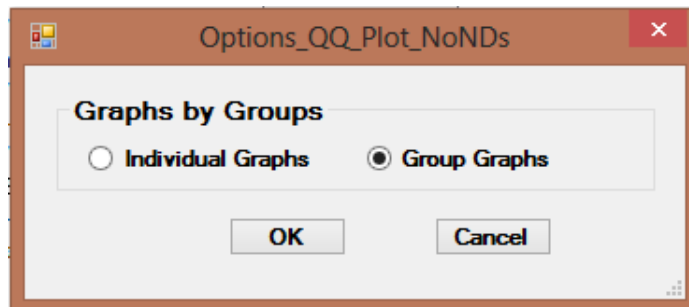 Options_QQ_Plot_NoNDs
Graphs by Groups
Individual Graphs Group Graphs
OK Cancel